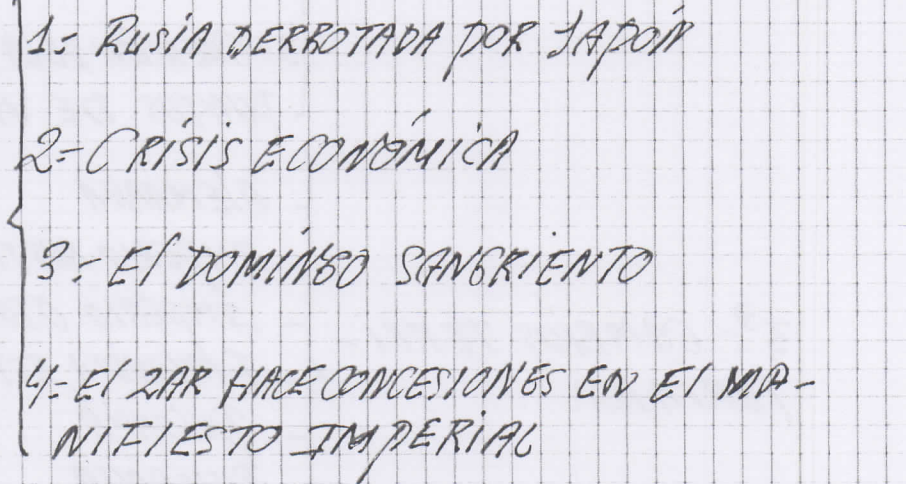 1= RUSIA DERROTADA POR JAPÓN
2= CRISIS ECONÓMICA
3= El DOMINGO SANGRIENTO
4= El ZAR HACE CONCESIONES EN El MA-
NIFIESTO IMPERIAL